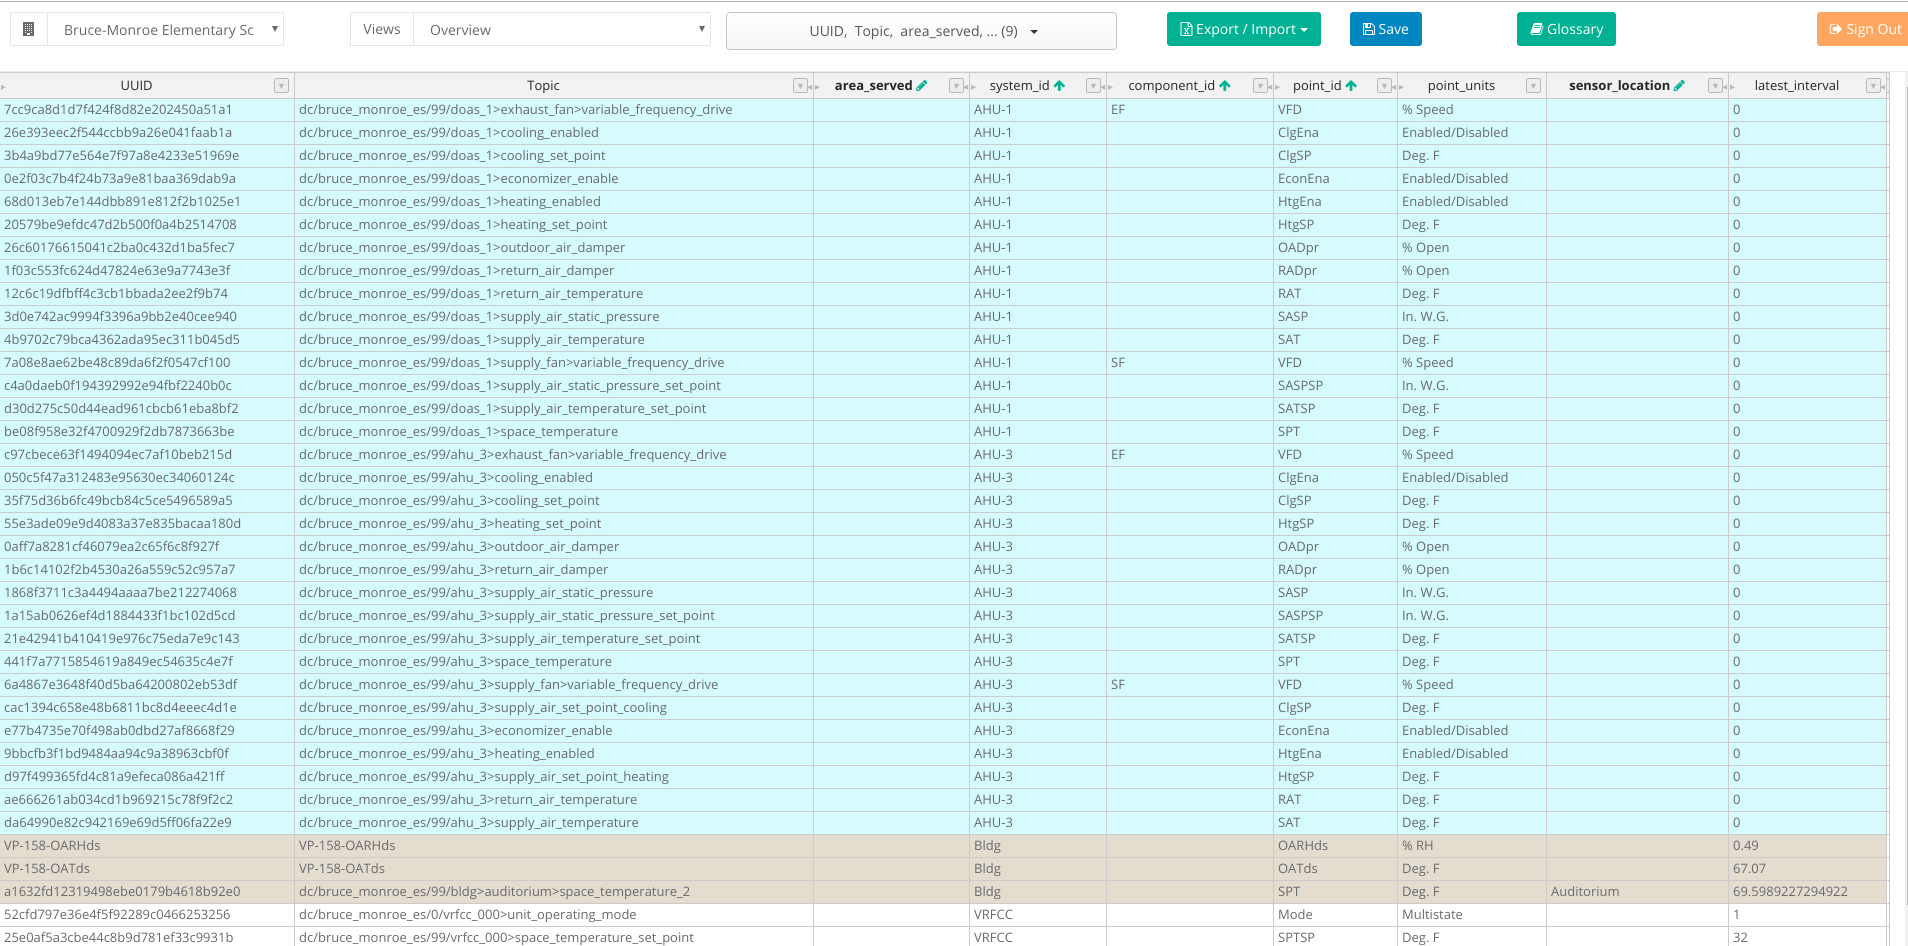 Bruce-Monroe Elementary Sc Views Overview UUID, Topic, area_served, ... (9) Export / Import Save Glossary Sign Out
UUID Topic area_served system_id component_id point_id point_units sensor_location latest_interval
7cc9ca8d1d7f424f8d82e202450a51a1 dc/bruce_monroe_es/99/doas_1>exhaust_fan>variable_frequency_drive AHU-1 EF VFD % Speed 0
26e393eec2f544ccbb9a26e041faab1a dc/bruce_monroe_es/99/doas_1>cooling_enabled AHU-1 ClgEna Enabled/Disabled 0
3b4a9bd77e564e7f97a8e4233e51969e dc/bruce_monroe_es/99/doas_1>cooling_set_point AHU-1 ClgSP Deg. F 0
0e2f03c7b4f24b73a9e81baa369dab9a dc/bruce_monroe_es/99/doas_1>economizer_enable AHU-1 EconEna Enabled/Disabled 0
68d013eb7e144dbb891e812f2b1025e1 dc/bruce_monroe_es/99/doas_1>heating_enabled AHU-1 HtgEna Enabled/Disabled 0
20579be9efdc47d2b500f0a4b2514708 dc/bruce_monroe_es/99/doas_1>heating_set_point AHU-1 HtgSP Deg. F 0
26c60176615041c2ba0c432d1ba5fec7 dc/bruce_monroe_es/99/doas_1>outdoor_air_damper AHU-1 OADpr % Open 0
1f03c553fc624d47824e63e9a7743e3f dc/bruce_monroe_es/99/doas_1>return_air_damper AHU-1 RADpr % Open 0
12c6c19dfbff4c3cb1bbada2ee2f9b74 dc/bruce_monroe_es/99/doas_1>return_air_temperature AHU-1 RAT Deg. F 0
3d0e742ac9994f3396a9bb2e40cee940 dc/bruce_monroe_es/99/doas_1>supply_air_static_pressure AHU-1 SASP In. W.G. 0
4b9702c79bca4362ada95ec311b045d5 dc/bruce_monroe_es/99/doas_1>supply_air_temperature AHU-1 SAT Deg. F 0
7a08e8ae62be48c89da6f2f0547cf100 dc/bruce_monroe_es/99/doas_1>supply_fan>variable_frequency_drive AHU-1 SF VFD % Speed 0
c4a0daeb0f194392992e94fbf2240b0c dc/bruce_monroe_es/99/doas_1>supply_air_static_pressure_set_point AHU-1 SASPSP In. W.G. 0
d30d275c50d44ead961cbcb61eba8bf2 dc/bruce_monroe_es/99/doas_1>supply_air_temperature_set_point AHU-1 SATSP Deg. F 0
be08f958e32f4700929f2db7873663be dc/bruce_monroe_es/99/doas_1>space_temperature AHU-1 SPT Deg. F 0
c97cbece63f1494094ec7af10beb215d dc/bruce_monroe_es/99/ahu_3>exhaust_fan>variable_frequency_drive AHU-3 EF VFD % Speed 0
050c5f47a312483e95630ec34060124c dc/bruce_monroe_es/99/ahu_3>cooling_enabled AHU-3 ClgEna Enabled/Disabled 0
35f75d36b6fc49bcb84c5ce5496589a5 dc/bruce_monroe_es/99/ahu_3>cooling_set_point AHU-3 ClgSP Deg. F 0
55e3ade09e9d4083a37e835bacaa180d dc/bruce_monroe_es/99/ahu_3>heating_set_point AHU-3 HtgSP Deg. F 0
0aff7a8281cf46079ea2c65f6c8f927f dc/bruce_monroe_es/99/ahu_3>outdoor_air_damper AHU-3 OADpr % Open 0
1b6c14102f2b4530a26a559c52c957a7 dc/bruce_monroe_es/99/ahu_3>return_air_damper AHU-3 RADpr % Open 0
1868f3711c3a4494aaaa7be212274068 dc/bruce_monroe_es/99/ahu_3>supply_air_static_pressure AHU-3 SASP In. W.G. 0
1a15ab0626ef4d1884433f1bc102d5cd dc/bruce_monroe_es/99/ahu_3>supply_air_static_pressure_set_point AHU-3 SASPSP In. W.G. 0
21e42941b410419e976c75eda7e9c143 dc/bruce_monroe_es/99/ahu_3>supply_air_temperature_set_point AHU-3 SATSP Deg. F 0
441f7a7715854619a849ec54635c4e7f dc/bruce_monroe_es/99/ahu_3>space_temperature AHU-3 SPT Deg. F 0
6a4867e3648f40d5ba64200802eb53df dc/bruce_monroe_es/99/ahu_3>supply_fan>variable_frequency_drive AHU-3 SF VFD % Speed 0
cac1394c658e48b6811bc8d4eeec4d1e dc/bruce_monroe_es/99/ahu_3>supply_air_set_point_cooling AHU-3 ClgSP Deg. F 0
e77b4735e70f498ab0dbd27af8668f29 dc/bruce_monroe_es/99/ahu_3>economizer_enable AHU-3 EconEna Enabled/Disabled 0
9bbcfb3f1bd9484aa94c9a38963cbf0f dc/bruce_monroe_es/99/ahu_3>heating_enabled AHU-3 HtgEna Enabled/Disabled 0
d97f499365fd4c81a9efeca086a421ff dc/bruce_monroe_es/99/ahu_3>supply_air_set_point_heating AHU-3 HtgSP Deg. F 0
ae666261ab034cd1b969215c78f9f2c2 dc/bruce_monroe_es/99/ahu_3>return_air_temperature AHU-3 RAT Deg. F 0
da64990e82c942169e69d5ff06fa22e9 dc/bruce_monroe_es/99/ahu_3>supply_air_temperature AHU-3 SAT Deg. F 0
VP-158-OARHds VP-158-OARHds Bldg OARHds % RH 0.49
VP-158-OATds VP-158-OATds Bldg OATds Deg. F 67.07
a1632fd12319498ebe0179b4618b92e0 dc/bruce_monroe_es/99/bldg>auditorium>space_temperature_2 Bldg SPT Deg. F Auditorium 69.5989227294922
52cfd797e36e4f5f92289c0466253256 dc/bruce_monroe_es/0/vrfcc_000>unit_operating_mode VRFCC Mode Multistate 1
25e0af5a3cbe44c8b9d781ef33c9931b dc/bruce_monroe_es/99/vrfcc_000>space_temperature_set_point VRFCC SPTSP Deg. F 32